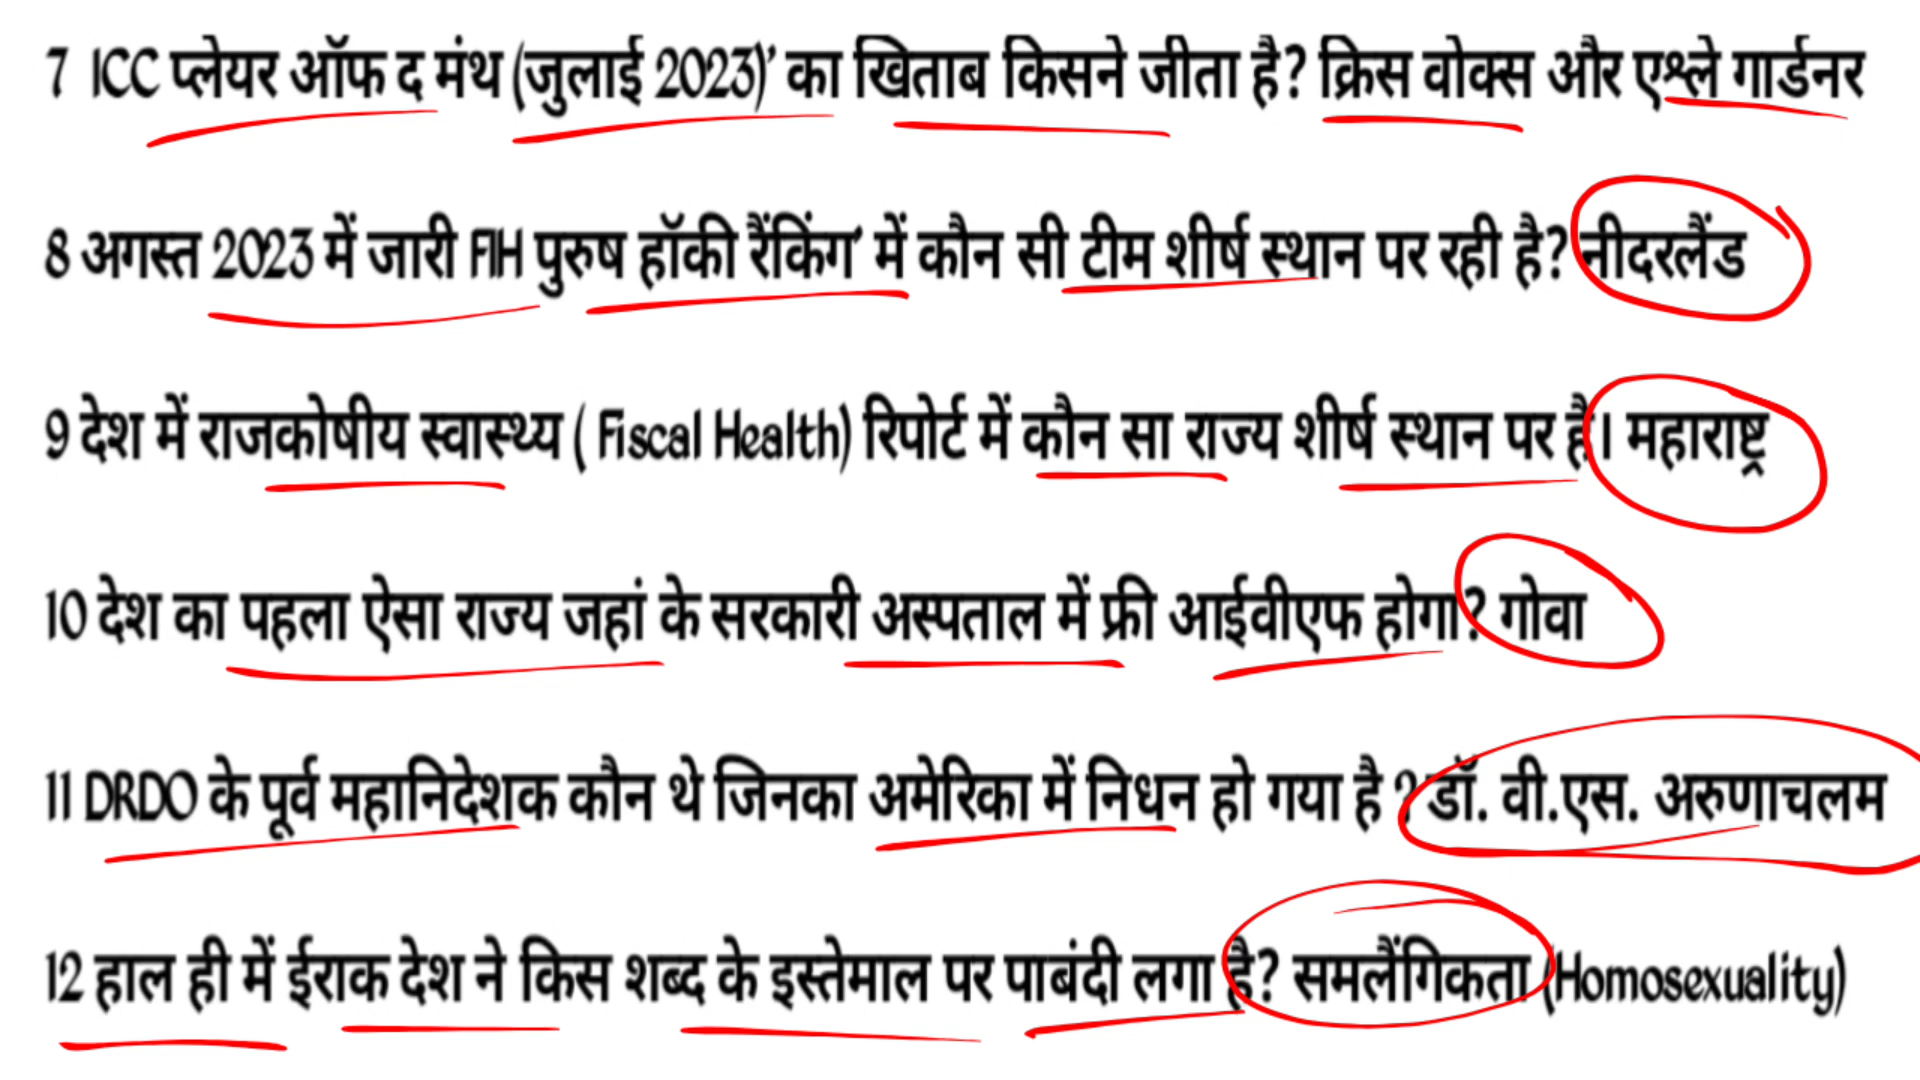 7 ICC प्लेयर ऑफ द मंथ (जुलाई 2023)' का खिताब किसने जीता है? क्रिस वोक्स और एश्ले गार्डनर
8 अगस्त 2023 में जारी FIH पुरुष हॉकी रैंकिंग' में कौन सी टीम शीर्ष स्थान पर रही है? नीदरलैंड
9 देश में राजकोषीय स्वास्थ्य ( Fiscal Health) रिपोर्ट में कौन सा राज्य शीर्ष स्थान पर है। महाराष्ट्र
10 देश का पहला ऐसा राज्य जहां के सरकारी अस्पताल में फ्री आईवीएफ होगा? गोवा
11 DRDO के पूर्व महानिदेशक कौन थे जिनका अमेरिका में निधन हो गया है ? डॉ. वी.एस. अरुणाचलम
12 हाल ही में ईराक देश ने किस शब्द के इस्तेमाल पर पाबंदी लगा है? समलैंगिकता (Homosexuality)